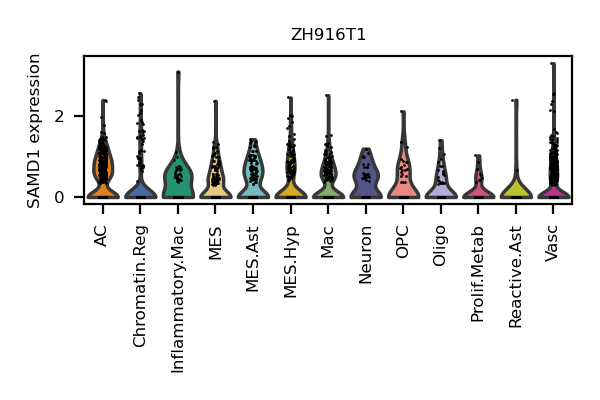 ZH916T1
SAMD1 expression
2
0
AC
Chromatin.Reg
Inflammatory.Mac
MES
MES.Ast
MES.Hyp
Mac
Neuron
OPC
Oligo
Prolif.Metab
Reactive.Ast
Vasc